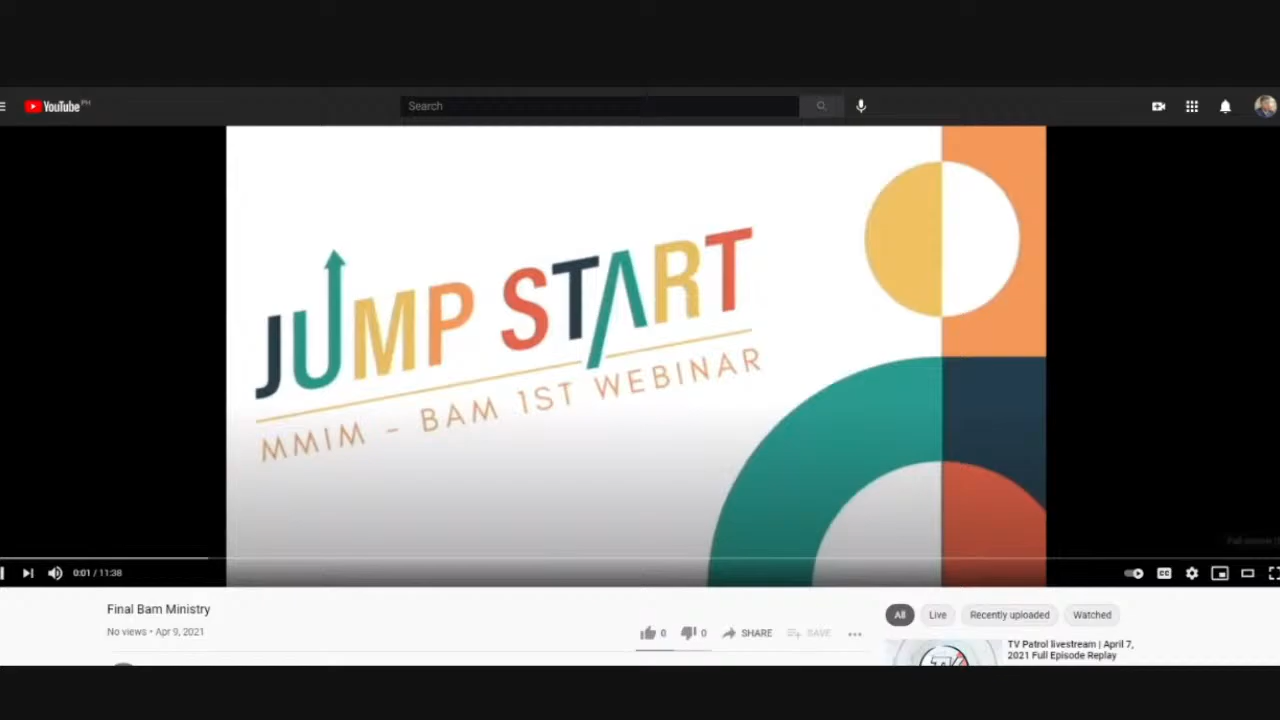 YouTube PH
Search
JUMP START
MMIM - BAM 1ST WEBINAR
0:01 / 11:38
CC
Final Bam Ministry
No views • Apr 9, 2021
0
0
SHARE
SAVE
All
Live
Recently uploaded
Watched
TV Patrol livestream | April 7,
2021 Full Episode Replay